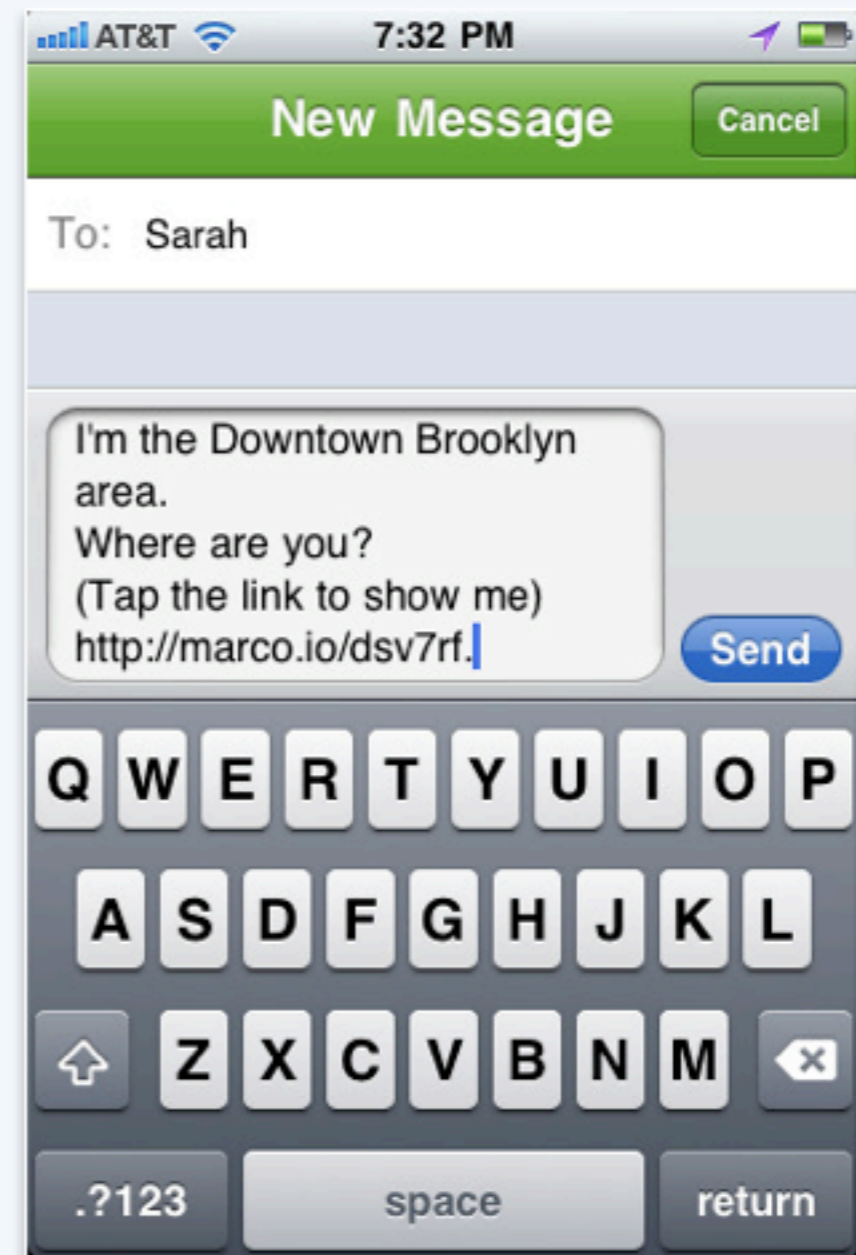 AT&T 7:32 PM
New Message Cancel
To: Sarah
I'm the Downtown Brooklyn
area.
Where are you?
(Tap the link to show me)
http://marco.io/dsv7rf.
Send
Q W E R T Y U I O P
A S D F G H J K L
Z X C V B N M
.?123 space return